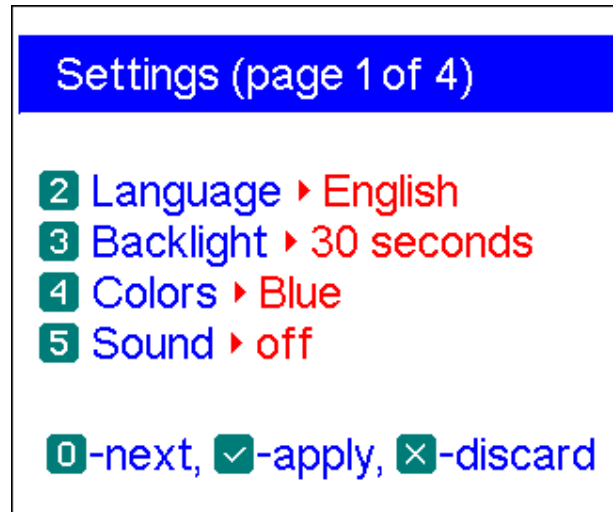 Settings (page 1 of 4)
2 Language ▸ English
3 Backlight ▸ 30 seconds
4 Colors ▸ Blue
5 Sound ▸ off
0-next, ✓-apply, ✕-discard